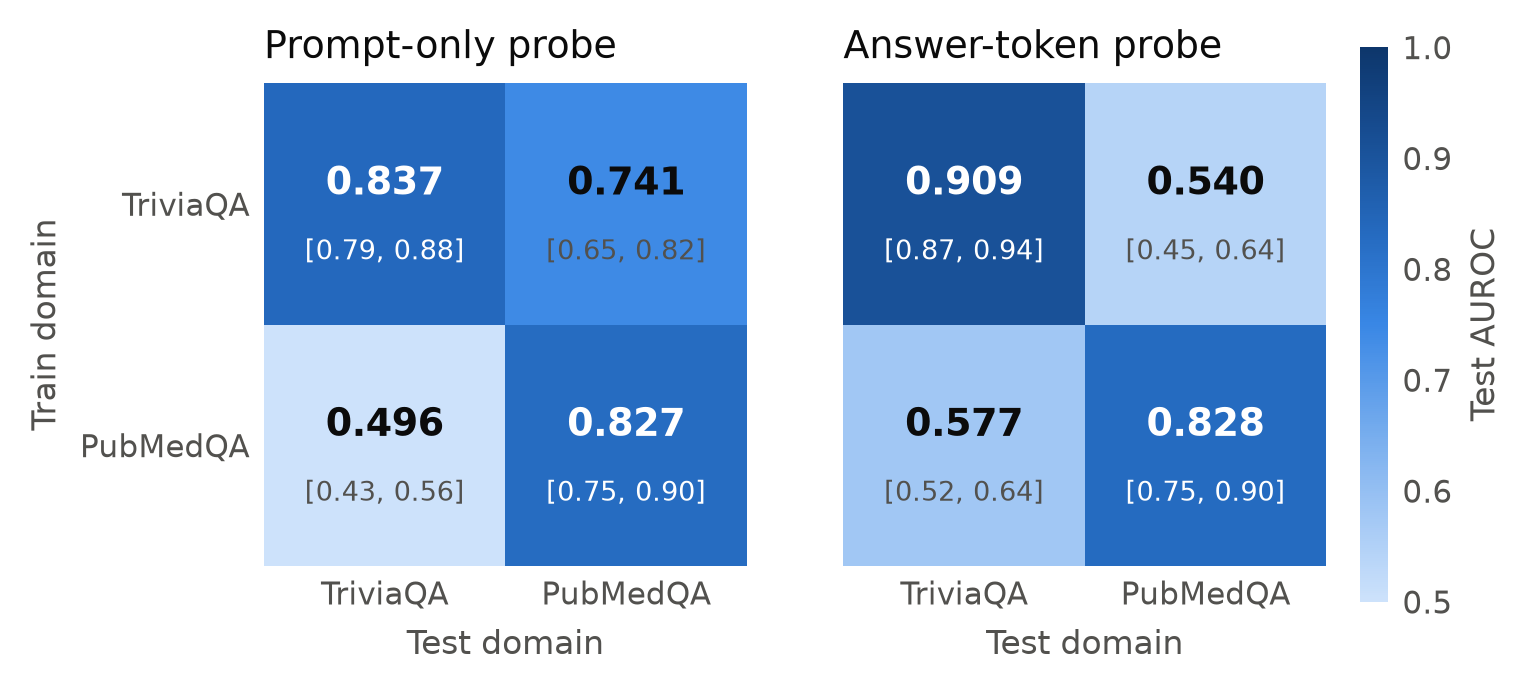 Prompt-only probe
Answer-token probe
Train domain
TriviaQA
PubMedQA
0.837
[0.79, 0.88]
0.741
[0.65, 0.82]
0.496
[0.43, 0.56]
0.827
[0.75, 0.90]
TriviaQA
PubMedQA
Test domain
0.909
[0.87, 0.94]
0.540
[0.45, 0.64]
0.577
[0.52, 0.64]
0.828
[0.75, 0.90]
TriviaQA
PubMedQA
Test domain
1.0
0.9
0.8
0.7
0.6
0.5
Test AUROC